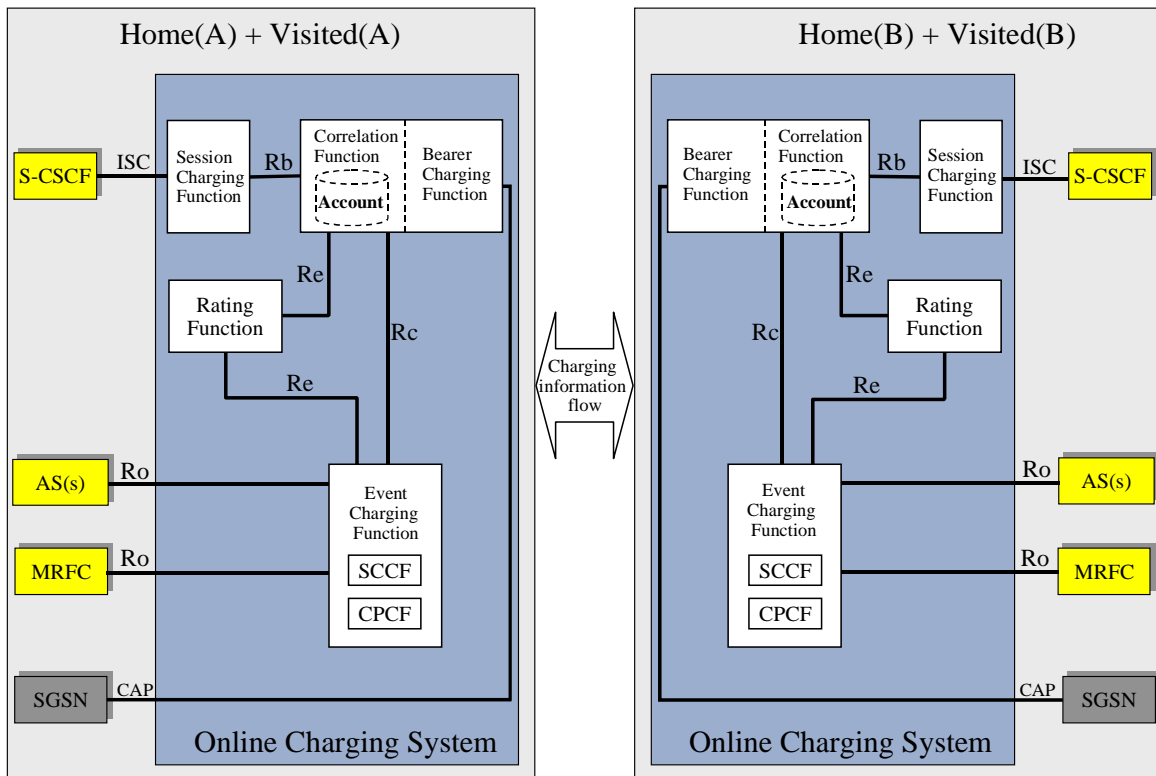 Home(A) + Visited(A)
S-CSCF
ISC
Session
Charging
Function
Rb
Correlation
Function
Account
Bearer
Charging
Function
Re
Rating
Function
Rc
Re
AS(s)
Ro
Event
Charging
Function
MRFC
Ro
SCCF
CPCF
SGSN
CAP
Online Charging System
Charging
information
flow
Home(B) + Visited(B)
Bearer
Charging
Function
Correlation
Function
Account
Rb
Session
Charging
Function
ISC
S-CSCF
Re
Rating
Function
Rc
Re
Event
Charging
Function
Ro
AS(s)
SCCF
CPCF
Ro
MRFC
CAP
SGSN
Online Charging System